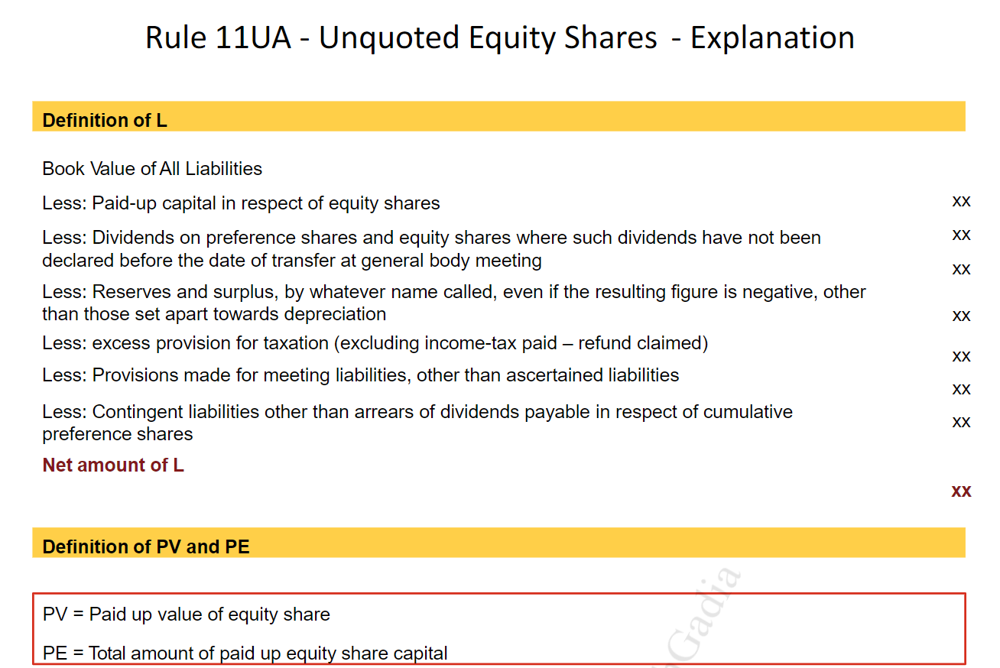 Rule 11UA - Unquoted Equity Shares - Explanation
Definition of L
Book Value of All Liabilities
Less: Paid-up capital in respect of equity shares xx
Less: Dividends on preference shares and equity shares where such dividends have not been xx
declared before the date of transfer at general body meeting xx
Less: Reserves and surplus, by whatever name called, even if the resulting figure is negative, other
than those set apart towards depreciation xx
Less: excess provision for taxation (excluding income-tax paid – refund claimed) xx
Less: Provisions made for meeting liabilities, other than ascertained liabilities xx
Less: Contingent liabilities other than arrears of dividends payable in respect of cumulative xx
preference shares
Net amount of L
xx
Definition of PV and PE
PV = Paid up value of equity share
PE = Total amount of paid up equity share capital
Gadia